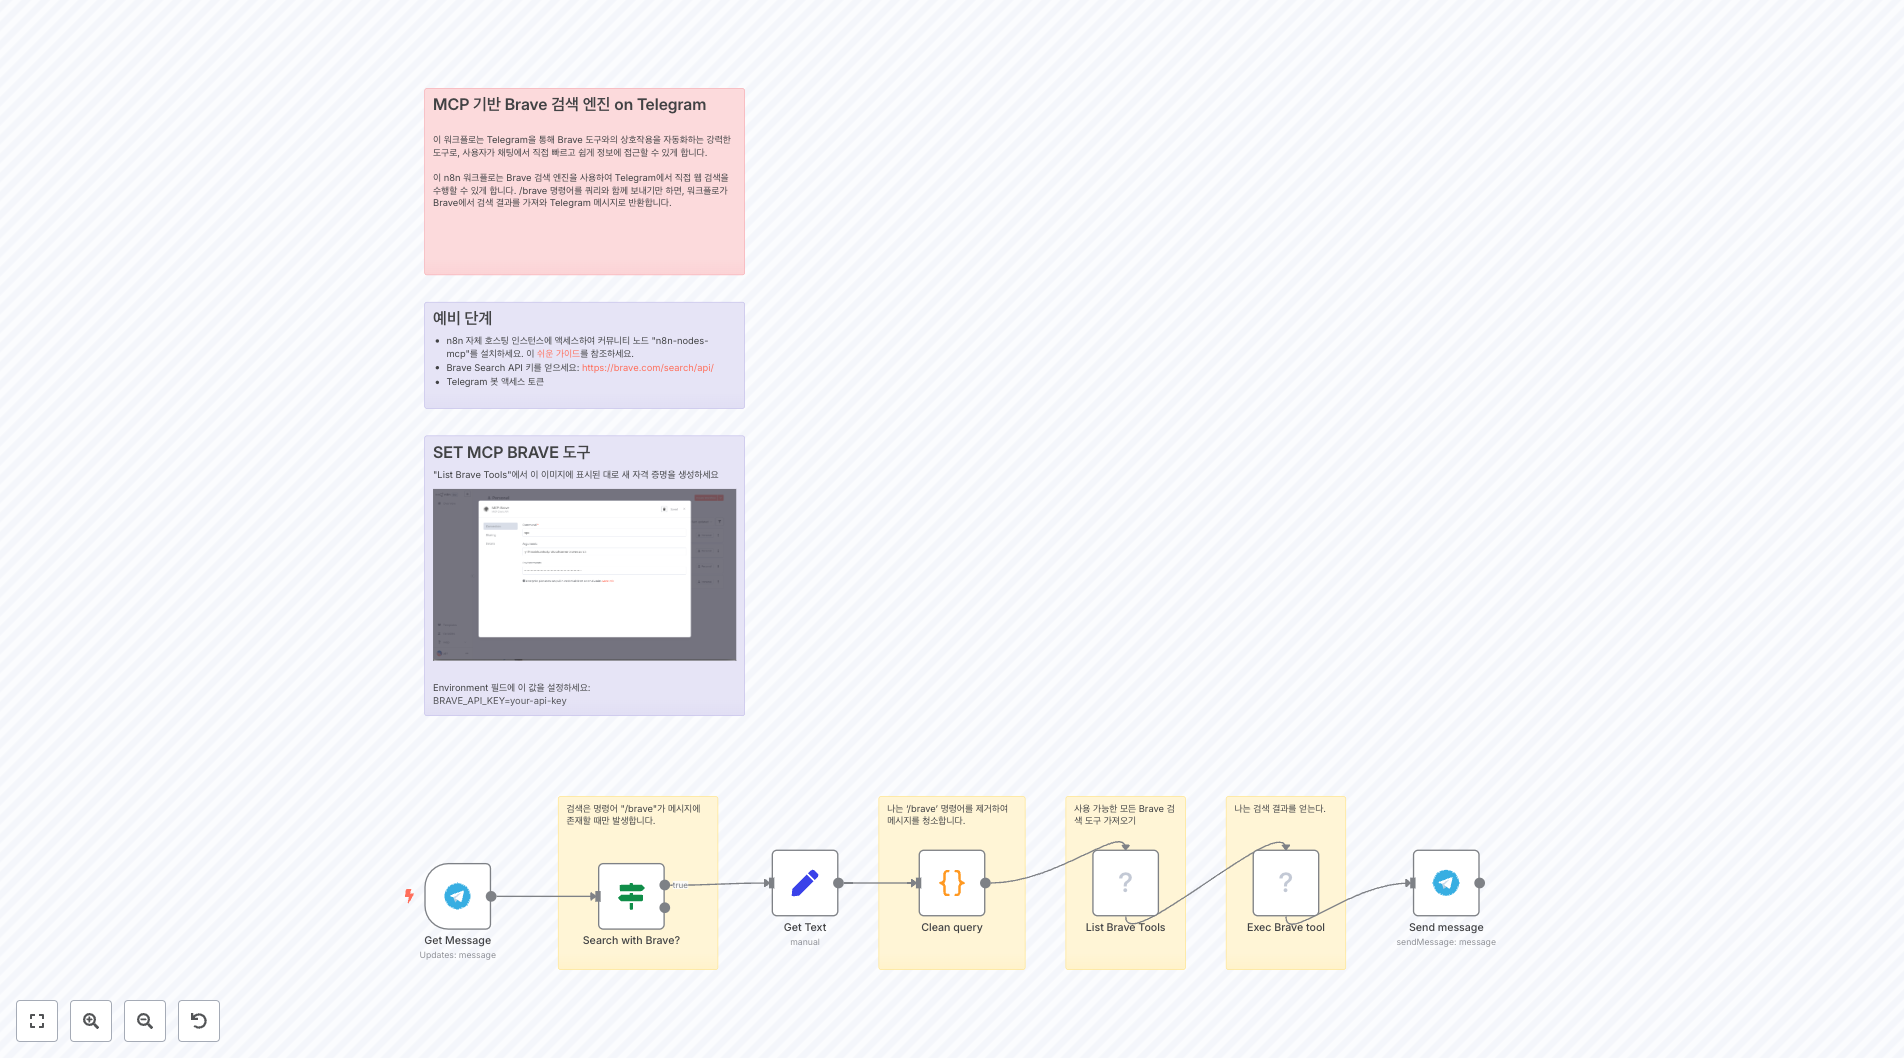 MCP 기반 Brave 검색 엔진 on Telegram
이 워크플로는 Telegram을 통해 Brave 도구와의 상호작용을 자동화하는 강력한
도구로, 사용자가 채팅에서 직접 빠르고 쉽게 정보에 접근할 수 있게 합니다.
이 n8n 워크플로는 Brave 검색 엔진을 사용하여 Telegram에서 직접 웹 검색을
수행할 수 있게 합니다. /brave 명령어를 쿼리와 함께 보내기만 하면, 워크플로가
Brave에서 검색 결과를 가져와 Telegram 메시지로 반환합니다.
예비 단계
n8n 자체 호스팅 인스턴스에 액세스하여 커뮤니티 노드 "n8n-nodes-
mcp"를 설치하세요. 이 쉬운 가이드를 참조하세요.
Brave Search API 키를 얻으세요: https://brave.com/search/api/
Telegram 봇 액세스 토큰
SET MCP BRAVE 도구
"List Brave Tools"에서 이 이미지에 표시된 대로 새 자격 증명을 생성하세요
Environment 필드에 이 값을 설정하세요:
BRAVE_API_KEY=your-api-key
검색은 명령어 "/brave"가 메시지에
존재할 때만 발생합니다.
나는 '/brave' 명령어를 제거하여
메시지를 청소합니다.
사용 가능한 모든 Brave 검
색 도구 가져오기
나는 검색 결과를 얻는다.
true
Get Message
Updates: message
Search with Brave?
Get Text
manual
Clean query
List Brave Tools
Exec Brave tool
Send message
sendMessage: message